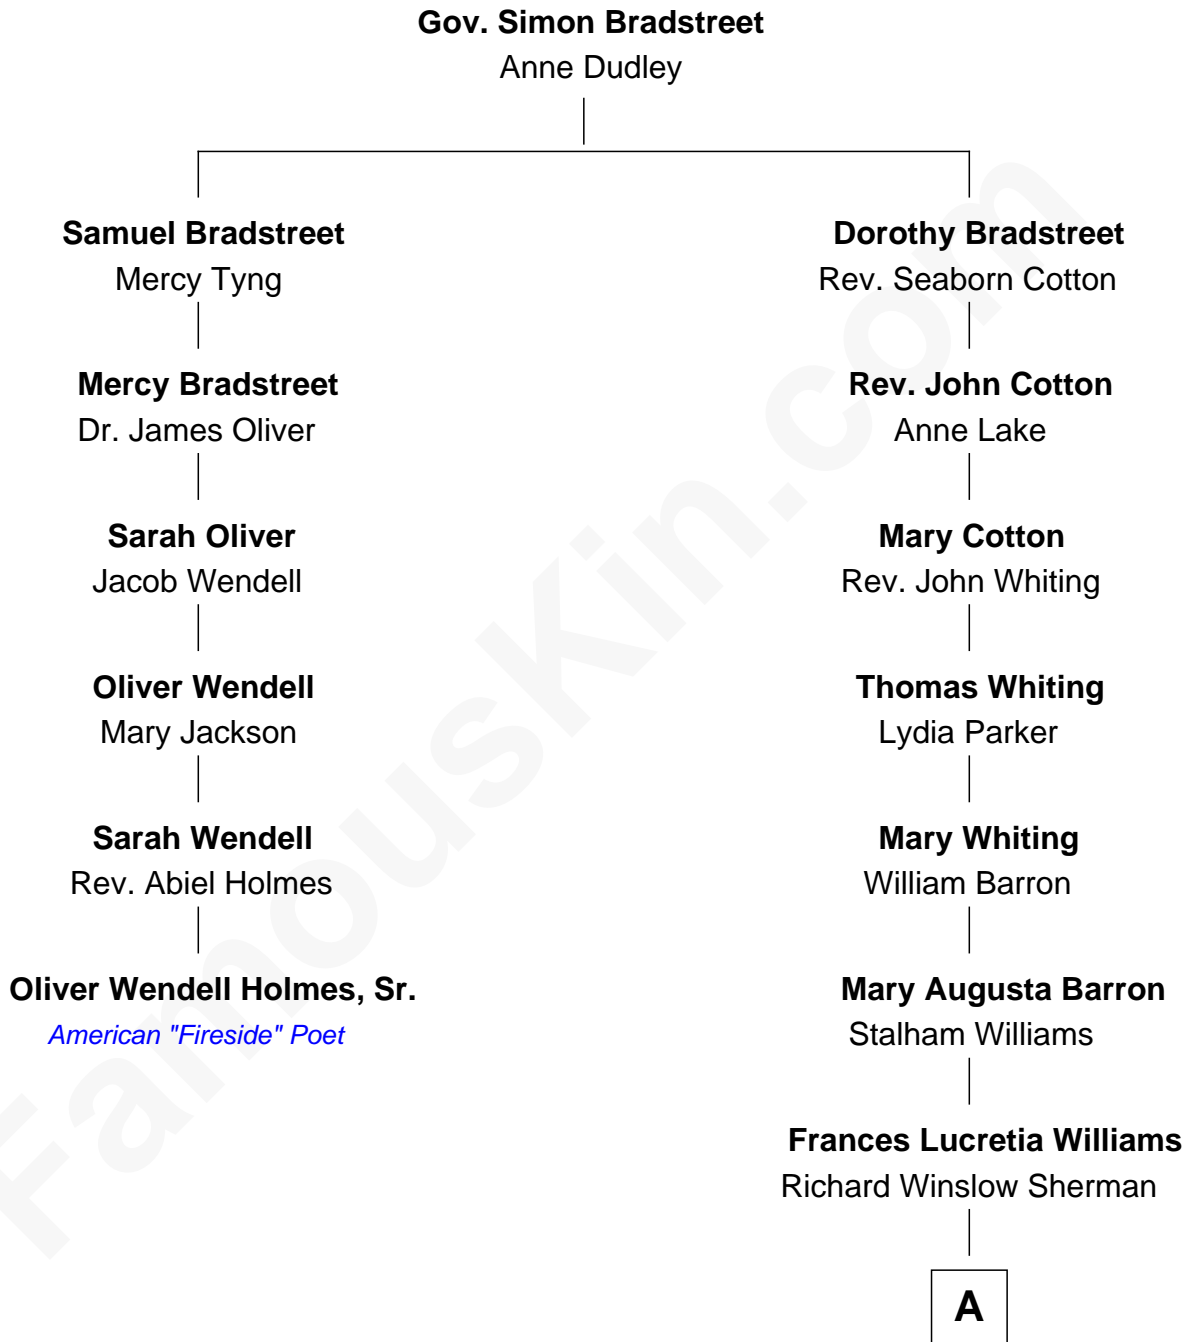 Gov. Simon Bradstreet
Anne Dudley
Samuel Bradstreet
Mercy Tyng
Mercy Bradstreet
Dr. James Oliver
Sarah Oliver
Jacob Wendell
Oliver Wendell
Mary Jackson
Sarah Wendell
Rev. Abiel Holmes
Oliver Wendell Holmes, Sr.
American "Fireside" Poet
Dorothy Bradstreet
Rev. Seaborn Cotton
Rev. John Cotton
Anne Lake
Mary Cotton
Rev. John Whiting
Thomas Whiting
Lydia Parker
Mary Whiting
William Barron
Mary Augusta Barron
Stalham Williams
Frances Lucretia Williams
Richard Winslow Sherman
A
FamousKin.com